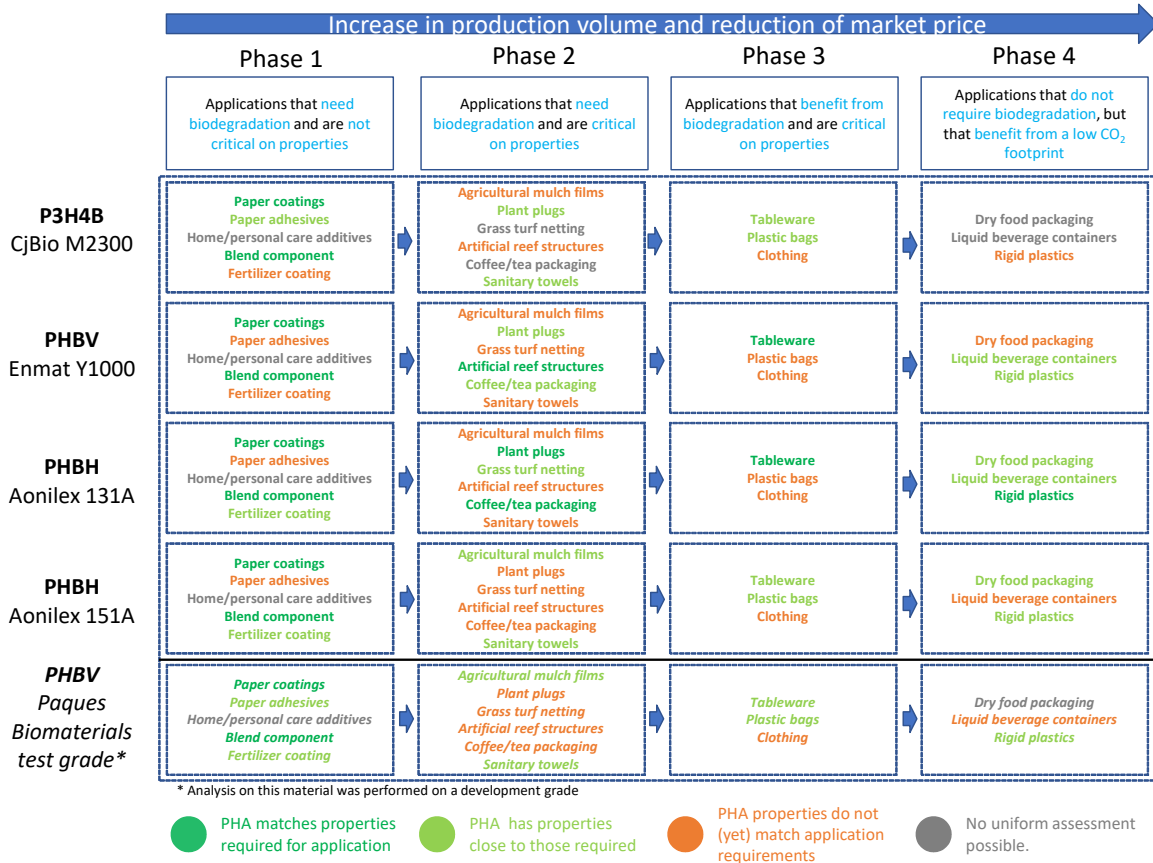 Increase in production volume and reduction of market price
Phase 1
Phase 2
Phase 3
Phase 4
Applications that need
biodegradation and are not
critical on properties
Applications that need
biodegradation and are critical
on properties
Applications that benefit from
biodegradation and are critical
on properties
Applications that do not
require biodegradation, but
that benefit from a low CO₂
footprint
P3H4B
CjBio M2300
Paper coatings
Paper adhesives
Home/personal care additives
Blend component
Fertilizer coating
Agricultural mulch films
Plant plugs
Grass turf netting
Artificial reef structures
Coffee/tea packaging
Sanitary towels
Tableware
Plastic bags
Clothing
Dry food packaging
Liquid beverage containers
Rigid plastics
PHBV
Enmat Y1000
Paper coatings
Paper adhesives
Home/personal care additives
Blend component
Fertilizer coating
Agricultural mulch films
Plant plugs
Grass turf netting
Artificial reef structures
Coffee/tea packaging
Sanitary towels
Tableware
Plastic bags
Clothing
Dry food packaging
Liquid beverage containers
Rigid plastics
PHBH
Aonilex 131A
Paper coatings
Paper adhesives
Home/personal care additives
Blend component
Fertilizer coating
Agricultural mulch films
Plant plugs
Grass turf netting
Artificial reef structures
Coffee/tea packaging
Sanitary towels
Tableware
Plastic bags
Clothing
Dry food packaging
Liquid beverage containers
Rigid plastics
PHBH
Aonilex 151A
Paper coatings
Paper adhesives
Home/personal care additives
Blend component
Fertilizer coating
Agricultural mulch films
Plant plugs
Grass turf netting
Artificial reef structures
Coffee/tea packaging
Sanitary towels
Tableware
Plastic bags
Clothing
Dry food packaging
Liquid beverage containers
Rigid plastics
PHBV
Paques
Biomaterials
test grade*
Paper coatings
Paper adhesives
Home/personal care additives
Blend component
Fertilizer coating
Agricultural mulch films
Plant plugs
Grass turf netting
Artificial reef structures
Coffee/tea packaging
Sanitary towels
Tableware
Plastic bags
Clothing
Dry food packaging
Liquid beverage containers
Rigid plastics
* Analysis on this material was performed on a development grade
PHA matches properties
required for application
PHA has properties
close to those required
PHA properties do not
(yet) match application
requirements
No uniform assessment
possible.